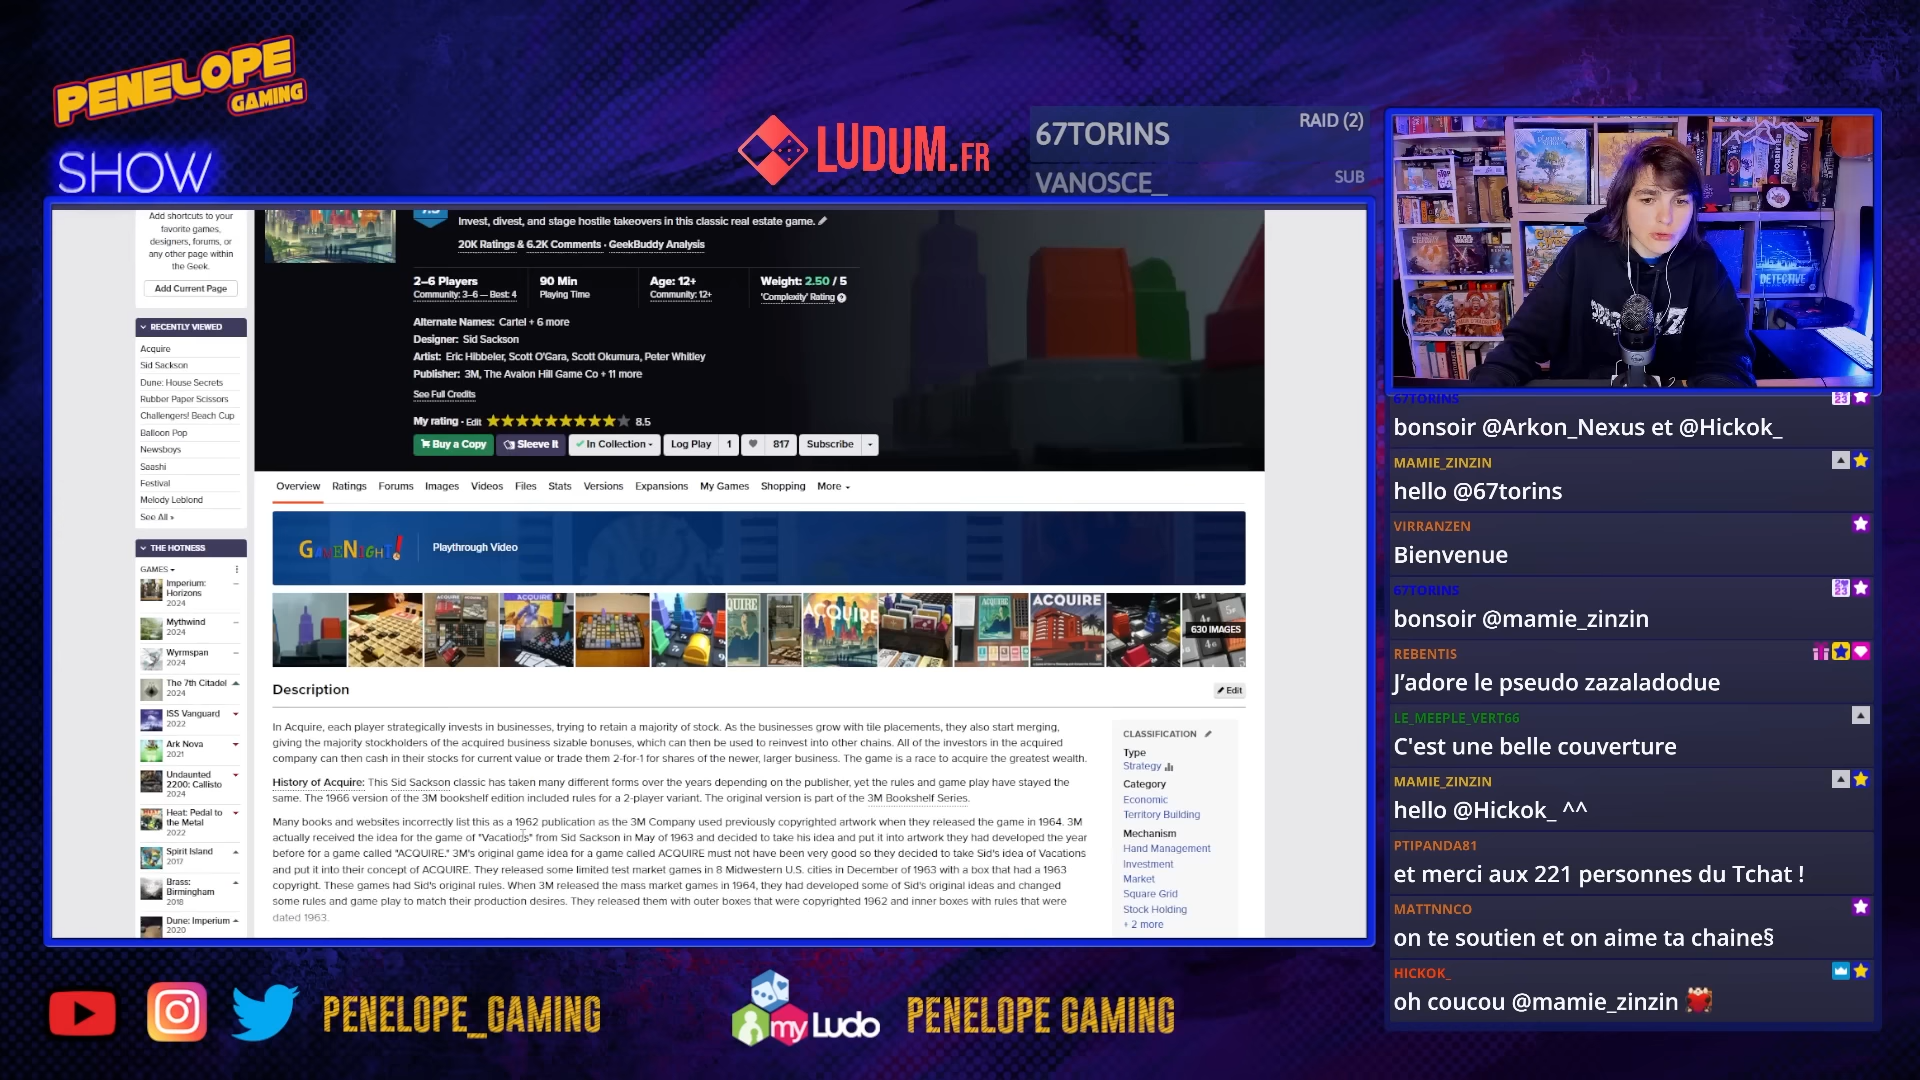 PENELOPE
GAMING
SHOW
LUDUM.FR
67TORINS
RAID (2)
VANOSCE_
SUB
Add shortcuts to your
favorite games,
designers, forums, or
any other page within
the Geek.
Add Current Page
RECENTLY VIEWED
Acquire
Sid Sackson
Dune: House Secrets
Rubber Paper Scissors
Challengers! Beach Cup
Balloon Pop
Newsboys
Saashi
Festival
Melody Leblond
See All »
THE HOTNESS
GAMES
Imperium:
Horizons
2024
Mythwind
2024
Wyrmspan
2024
The 7th Citadel
2024
ISS Vanguard
2022
Ark Nova
2021
Undaunted
2200: Callisto
2024
Heat: Pedal to
the Metal
2022
Spirit Island
2017
Brass:
Birmingham
2018
Dune: Imperium
2020
Invest, divest, and stage hostile takeovers in this classic real estate game.
20K Ratings & 6.2K Comments · GeekBuddy Analysis
2–6 Players
Community: 3–6 — Best: 4
90 Min
Playing Time
Age: 12+
Community: 12+
Weight: 2.50 / 5
'Complexity' Rating
Alternate Names: Cartel + 6 more
Designer: Sid Sackson
Artist: Eric Hibbeler, Scott O'Gara, Scott Okumura, Peter Whitley
Publisher: 3M, The Avalon Hill Game Co + 11 more
See Full Credits
My rating · Edit 8.5
Buy a Copy
Sleeve It
In Collection
Log Play 1
817
Subscribe
Overview Ratings Forums Images Videos Files Stats Versions Expansions My Games Shopping More
GAMENIGHT!
Playthrough Video
ACQUIRE
QUIRE
ACQUIRE
ACQUIRE
630 IMAGES
Description
Edit
In Acquire, each player strategically invests in businesses, trying to retain a majority of stock. As the businesses grow with tile placements, they also start merging,
giving the majority stockholders of the acquired business sizable bonuses, which can then be used to reinvest into other chains. All of the investors in the acquired
company can then cash in their stocks for current value or trade them 2-for-1 for shares of the newer, larger business. The game is a race to acquire the greatest wealth.
History of Acquire: This Sid Sackson classic has taken many different forms over the years depending on the publisher, yet the rules and game play have stayed the
same. The 1966 version of the 3M bookshelf edition included rules for a 2-player variant. The original version is part of the 3M Bookshelf Series.
Many books and websites incorrectly list this as a 1962 publication as the 3M Company used previously copyrighted artwork when they released the game in 1964. 3M
actually received the idea for the game of "Vacations" from Sid Sackson in May of 1963 and decided to take his idea and put it into artwork they had developed the year
before for a game called "ACQUIRE." 3M's original game idea for a game called ACQUIRE must not have been very good so they decided to take Sid's idea of Vacations
and put it into their concept of ACQUIRE. They released some limited test market games in 8 Midwestern U.S. cities in December of 1963 with a box that had a 1963
copyright. These games had Sid's original rules. When 3M released the mass market games in 1964, they had developed some of Sid's original ideas and changed
some rules and game play to match their production desires. They released them with outer boxes that were copyrighted 1962 and inner boxes with rules that were
dated 1963.
CLASSIFICATION
Type
Strategy
Category
Economic
Territory Building
Mechanism
Hand Management
Investment
Market
Square Grid
Stock Holding
+ 2 more
STAR WARS
DETECTIVE
67TORINS
bonsoir @Arkon_Nexus et @Hickok_
MAMIE_ZINZIN
hello @67torins
VIRRANZEN
Bienvenue
67TORINS
bonsoir @mamie_zinzin
REBENTIS
J'adore le pseudo zazaladodue
LE_MEEPLE_VERT66
C'est une belle couverture
MAMIE_ZINZIN
hello @Hickok_ ^^
PTIPANDA81
et merci aux 221 personnes du Tchat !
MATTNNCO
on te soutien et on aime ta chaine§
HICKOK_
oh coucou @mamie_zinzin
PENELOPE_GAMING
myLudo
PENELOPE GAMING